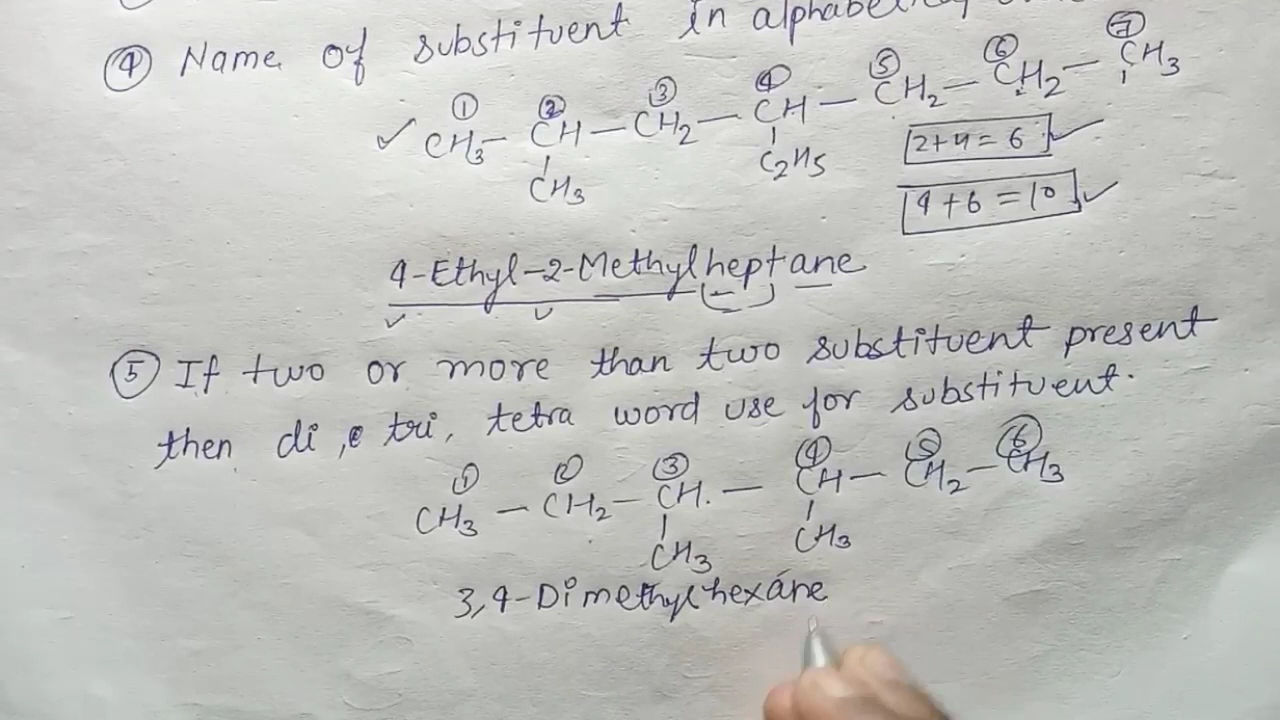 ④ Name of substituent in alphabetical
① ② ③ ④ ⑤ ⑥ ⑦
✓ CH3 – CH – CH2 – CH – CH2 – CH2 – CH3
CH3 C2H5
2+4 = 6 ✓
4+6 = 10 ✓
4-Ethyl-2-Methylheptane
⑤ If two or more than two substituent present
then di, tri, tetra word use for substituent.
① ② ③ ④ ⑤ ⑥
CH3 – CH2 – CH. – CH – CH2 – CH3
CH3 CH3
3,4-Dimethylhexane